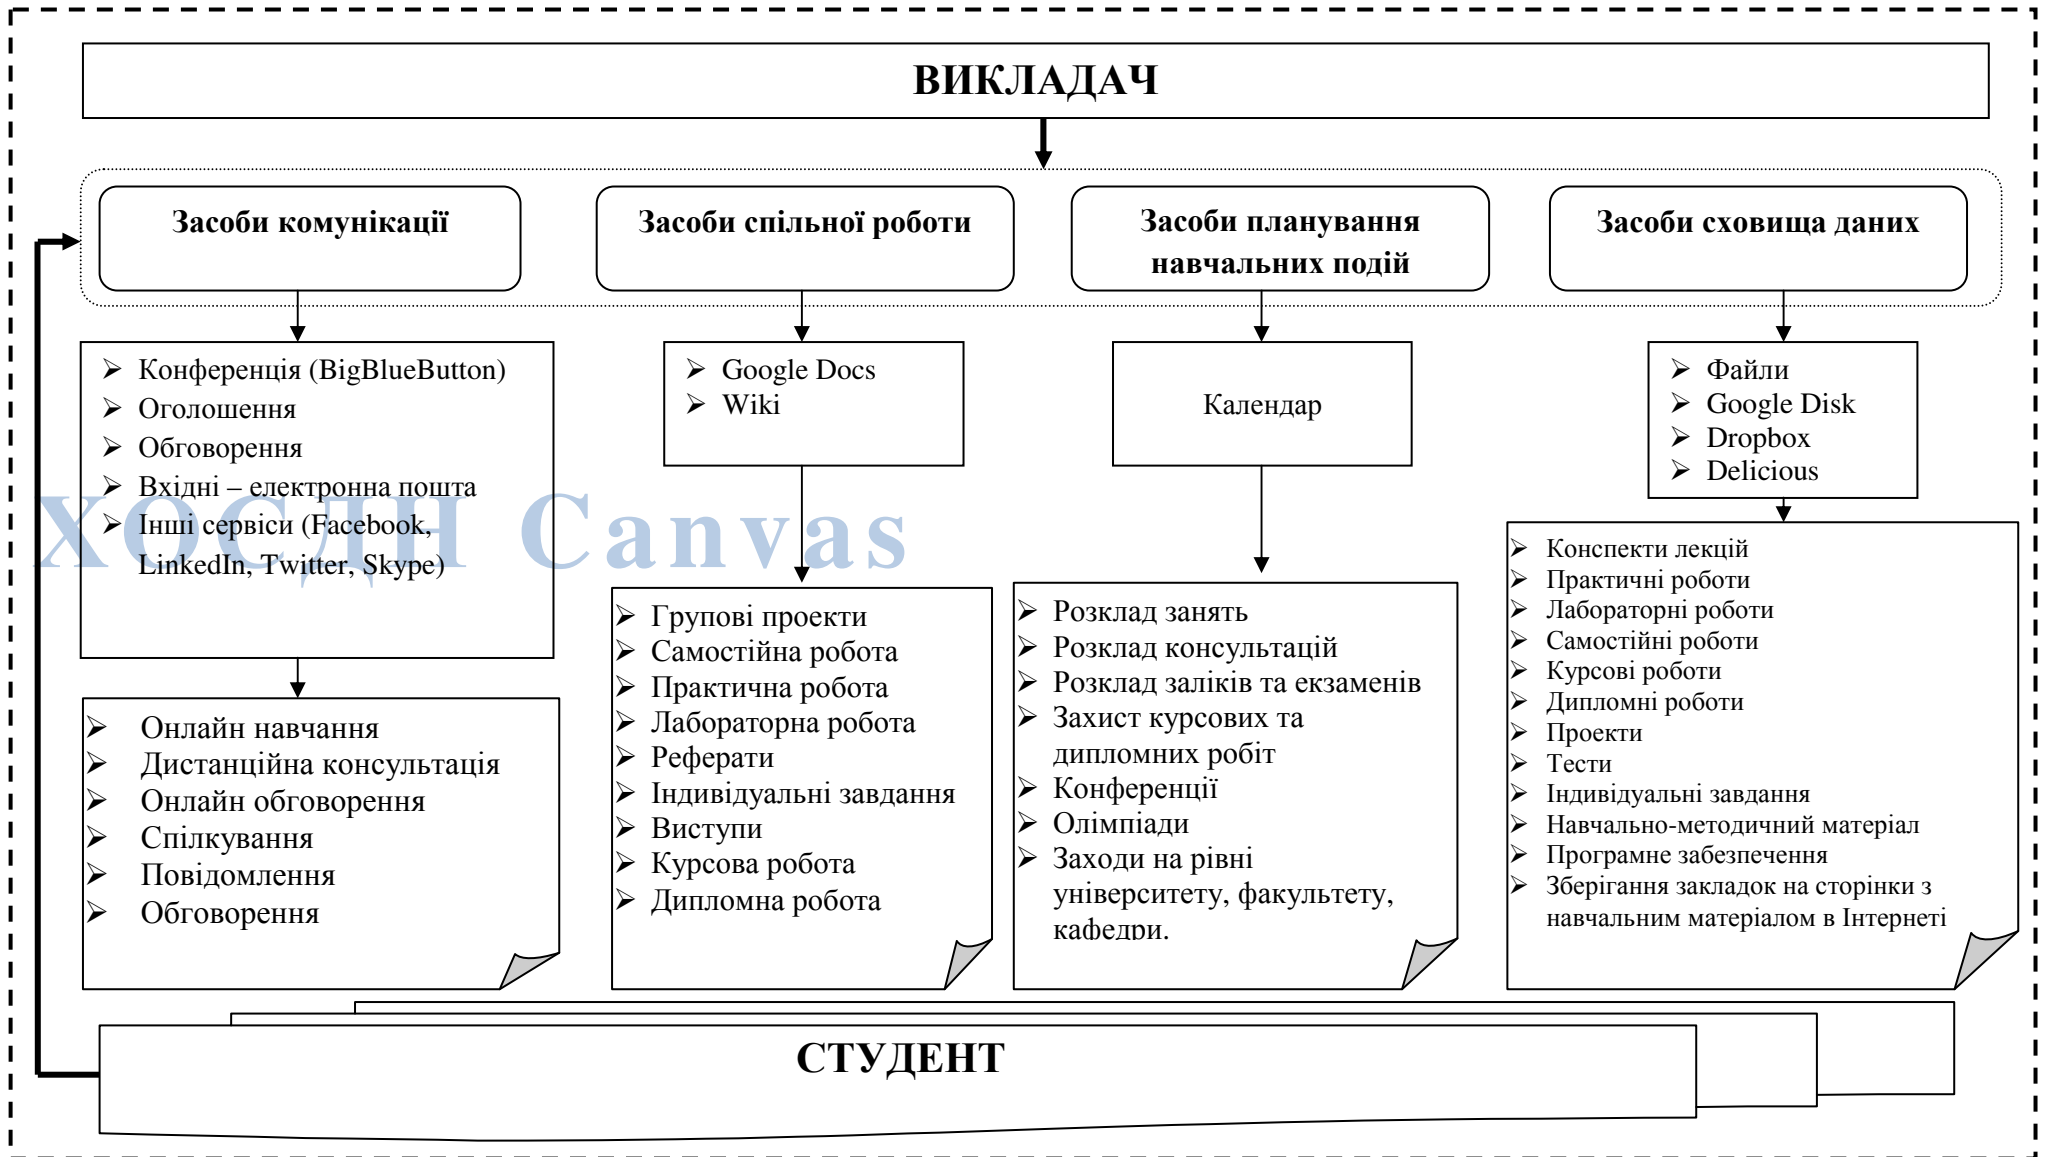 ВИКЛАДАЧ
Засоби комунікації
Засоби спільної роботи
Засоби планування
навчальних подій
Засоби сховища даних
➢ Конференція (BigBlueButton)
➢ Оголошення
➢ Обговорення
➢ Вхідні – електронна пошта
➢ Інші сервіси (Facebook,
LinkedIn, Twitter, Skype)
➢ Google Docs
➢ Wiki
Календар
➢ Файли
➢ Google Disk
➢ Dropbox
➢ Delicious
ХОСДН Canvas
➢ Онлайн навчання
➢ Дистанційна консультація
➢ Онлайн обговорення
➢ Спілкування
➢ Повідомлення
➢ Обговорення
➢ Групові проекти
➢ Самостійна робота
➢ Практична робота
➢ Лабораторна робота
➢ Реферати
➢ Індивідуальні завдання
➢ Виступи
➢ Курсова робота
➢ Дипломна робота
➢ Розклад занять
➢ Розклад консультацій
➢ Розклад заліків та екзаменів
➢ Захист курсових та
дипломних робіт
➢ Конференції
➢ Олімпіади
➢ Заходи на рівні
університету, факультету,
кафедри.
➢ Конспекти лекцій
➢ Практичні роботи
➢ Лабораторні роботи
➢ Самостійні роботи
➢ Курсові роботи
➢ Дипломні роботи
➢ Проекти
➢ Тести
➢ Індивідуальні завдання
➢ Навчально-методичний матеріал
➢ Програмне забезпечення
➢ Зберігання закладок на сторінки з
навчальним матеріалом в Інтернеті
СТУДЕНТ